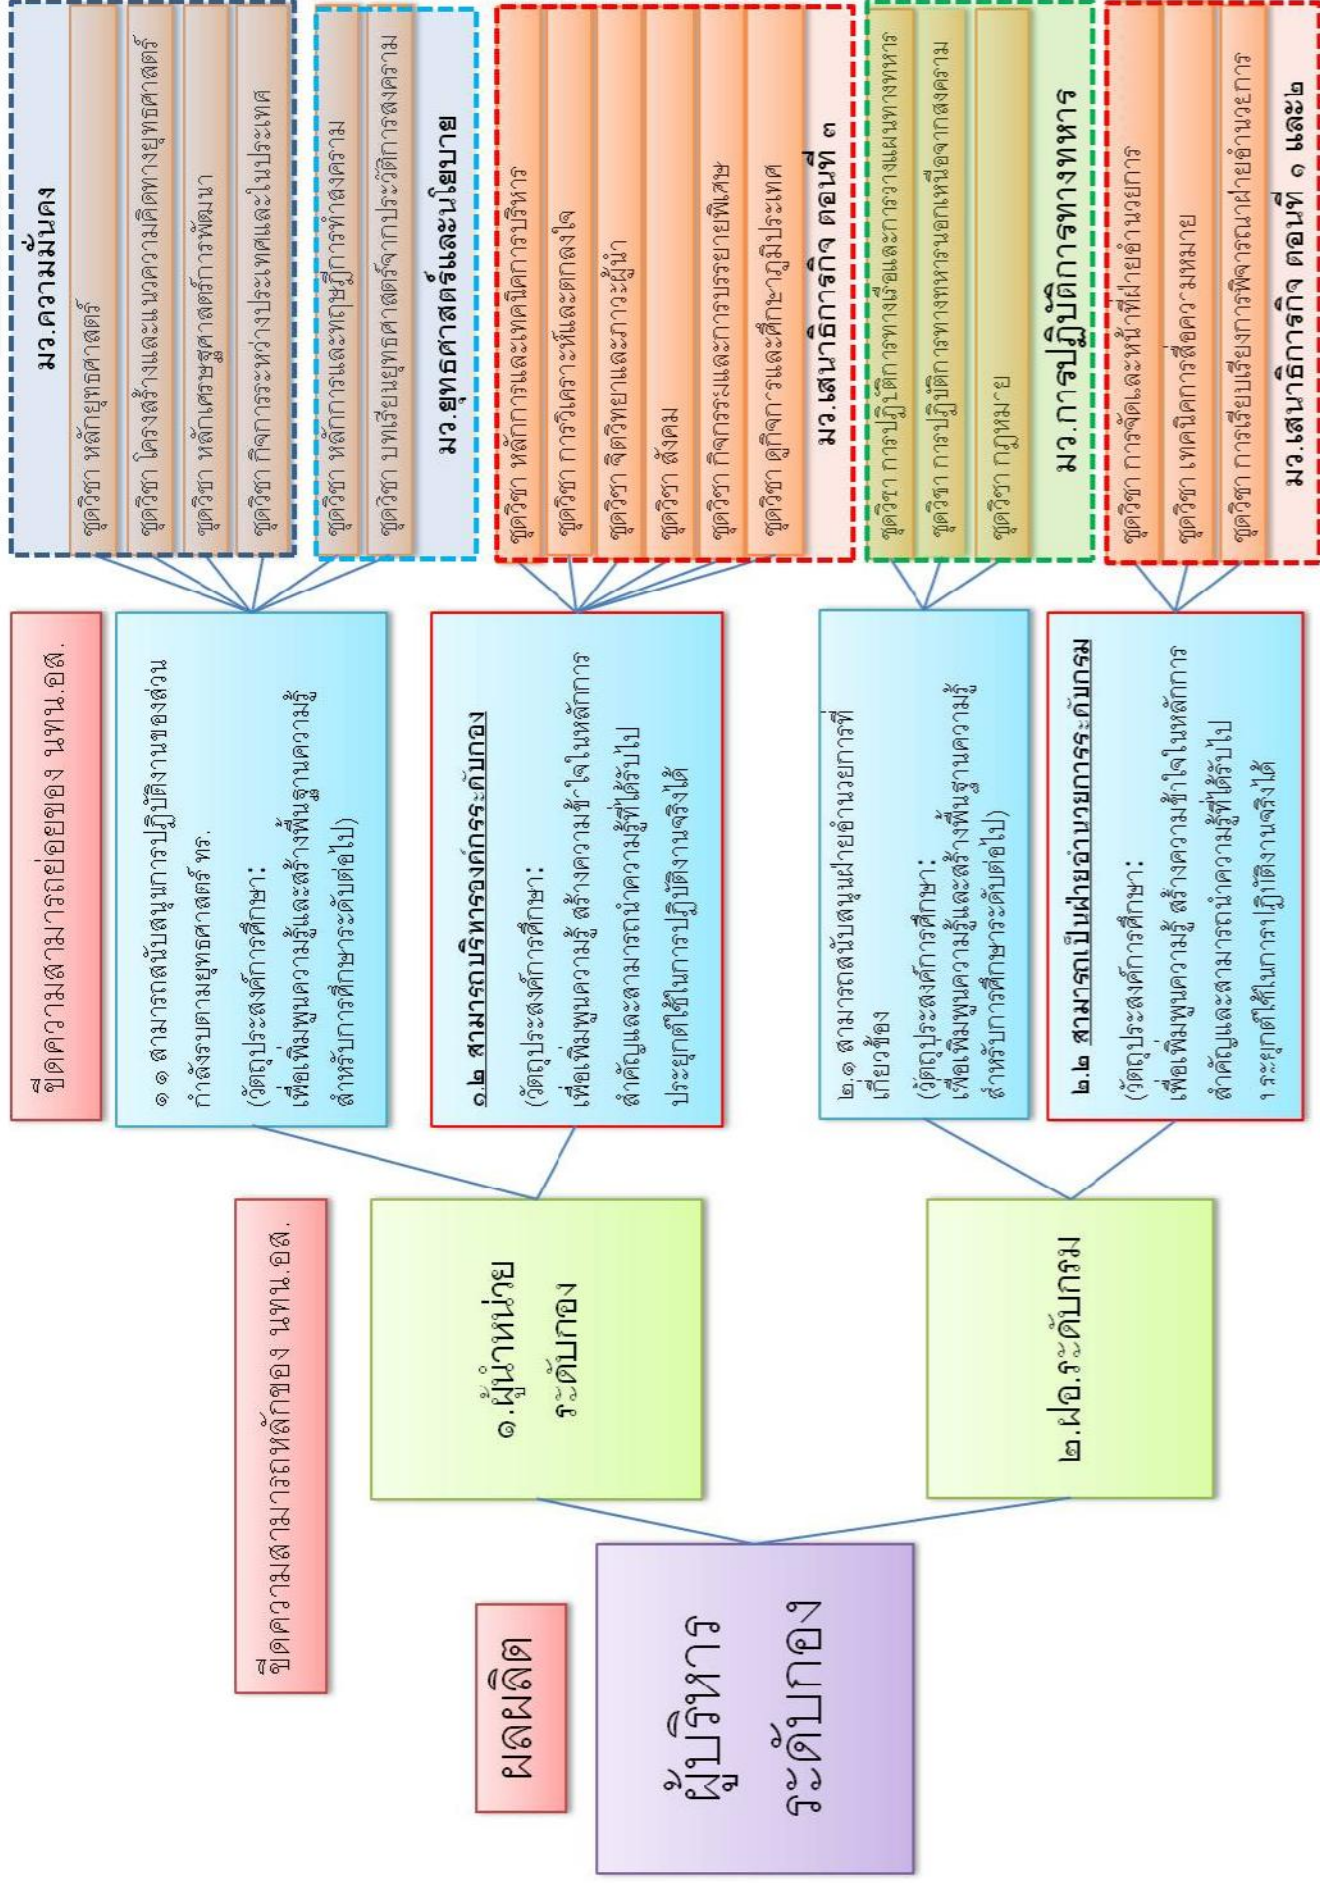 ผลผลิต
ผู้บริหาร
ระดับกอง
ขีดความสามารถหลักของ นทน.อส.
๑.ผู้นำหน่วย
ระดับกอง
๒.ฝอ.ระดับกรม
ขีดความสามารถย่อยของ นทน.อส.
๑ ๑ สามารถสนับสนุนการปฏิบัติงานของส่วน
กำลังรบตามยุทธศาสตร์ ทร.
(วัตถุประสงค์การศึกษา:
เพื่อเพิ่มพูนความรู้และสร้างพื้นฐานความรู้
สำหรับการศึกษาระดับต่อไป)
๑.๒ สามารถบริหารองค์กรระดับกอง
(วัตถุประสงค์การศึกษา:
เพื่อเพิ่มพูนความรู้ สร้างความเข้าใจในหลักการ
สำคัญและสามารถนำความรู้ที่ได้รับไป
ประยุกต์ใช้ในการปฏิบัติงานจริงได้
๒.๑ สามารถสนับสนุนฝ่ายอำนวยการที่
เกี่ยวข้อง
(วัตถุประสงค์การศึกษา:
เพื่อเพิ่มพูนความรู้และสร้างพื้นฐานความรู้
สำหรับการศึกษาระดับต่อไป)
๒.๒ สามารถเป็นฝ่ายอำนวยการระดับกรม
(วัตถุประสงค์การศึกษา:
เพื่อเพิ่มพูนความรู้ สร้างความเข้าใจในหลักการ
สำคัญและสามารถนำความรู้ที่ได้รับไป
ประยุกต์ใช้ในการปฏิบัติงานจริงได้
มว.ความมั่นคง
ชุดวิชา หลักยุทธศาสตร์
ชุดวิชา โครงสร้างและแนวความคิดทางยุทธศาสตร์
ชุดวิชา หลักเศรษฐศาสตร์การพัฒนา
ชุดวิชา กิจการระหว่างประเทศและในประเทศ
ชุดวิชา หลักการและทฤษฎีการทำสงคราม
ชุดวิชา บทเรียนยุทธศาสตร์จากประวัติการสงคราม
มว.ยุทธศาสตร์และนโยบาย
ชุดวิชา หลักการและเทคนิคการบริหาร
ชุดวิชา การวิเคราะห์และตกลงใจ
ชุดวิชา จิตวิทยาและภาวะผู้นำ
ชุดวิชา สังคม
ชุดวิชา กิจกรรมและการบรรยายพิเศษ
ชุดวิชา ดูกิจการและศึกษาภูมิประเทศ
มว.เสนาธิการกิจ ตอนที่ ๓
ชุดวิชา การปฏิบัติการทางเรือและการวางแผนทางทหาร
ชุดวิชา การปฏิบัติการทางทหารนอกเหนือจากสงคราม
ชุดวิชา กฎหมาย
มว.การปฏิบัติการทางทหาร
ชุดวิชา การจัดและหน้าที่ฝ่ายอำนวยการ
ชุดวิชา เทคนิคการสื่อความหมาย
ชุดวิชา การเรียบเรียงการพิจารณาฝ่ายอำนวยการ
มว.เสนาธิการกิจ ตอนที่ ๑ และ๒